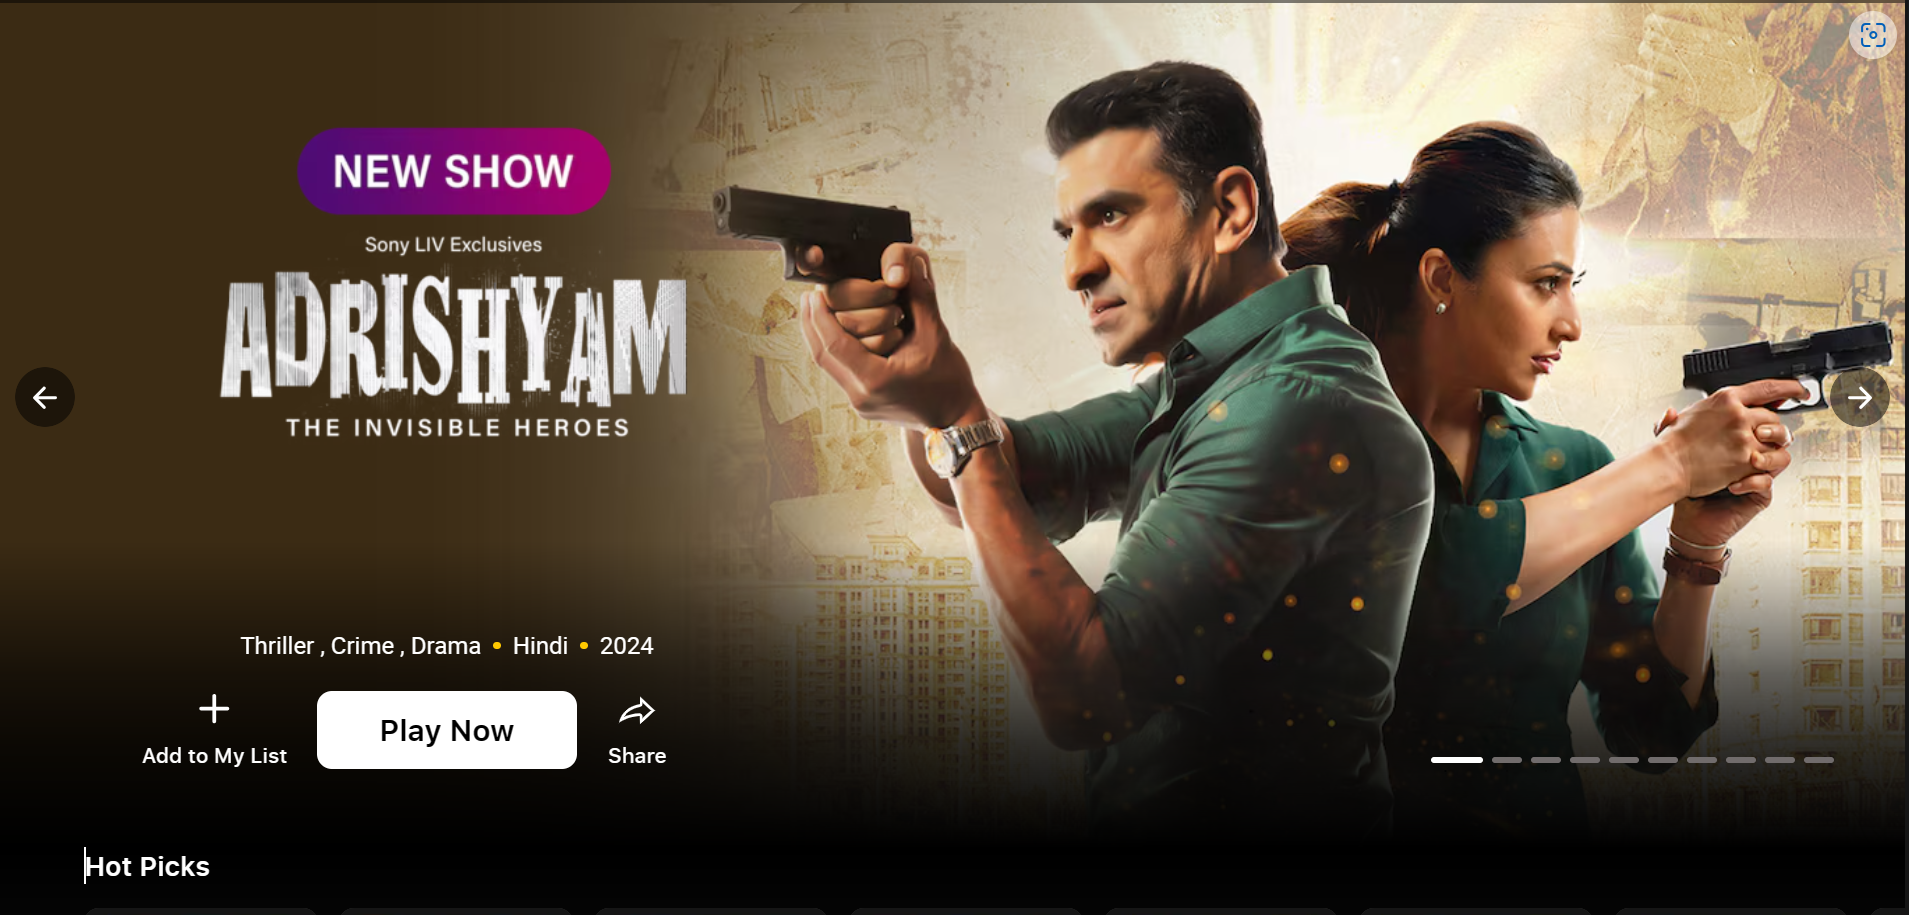 NEW SHOW
Sony LIV Exclusives
ADRISHYAM
THE INVISIBLE HEROES
Thriller , Crime , Drama • Hindi • 2024
Add to My List
Play Now
Share
Hot Picks